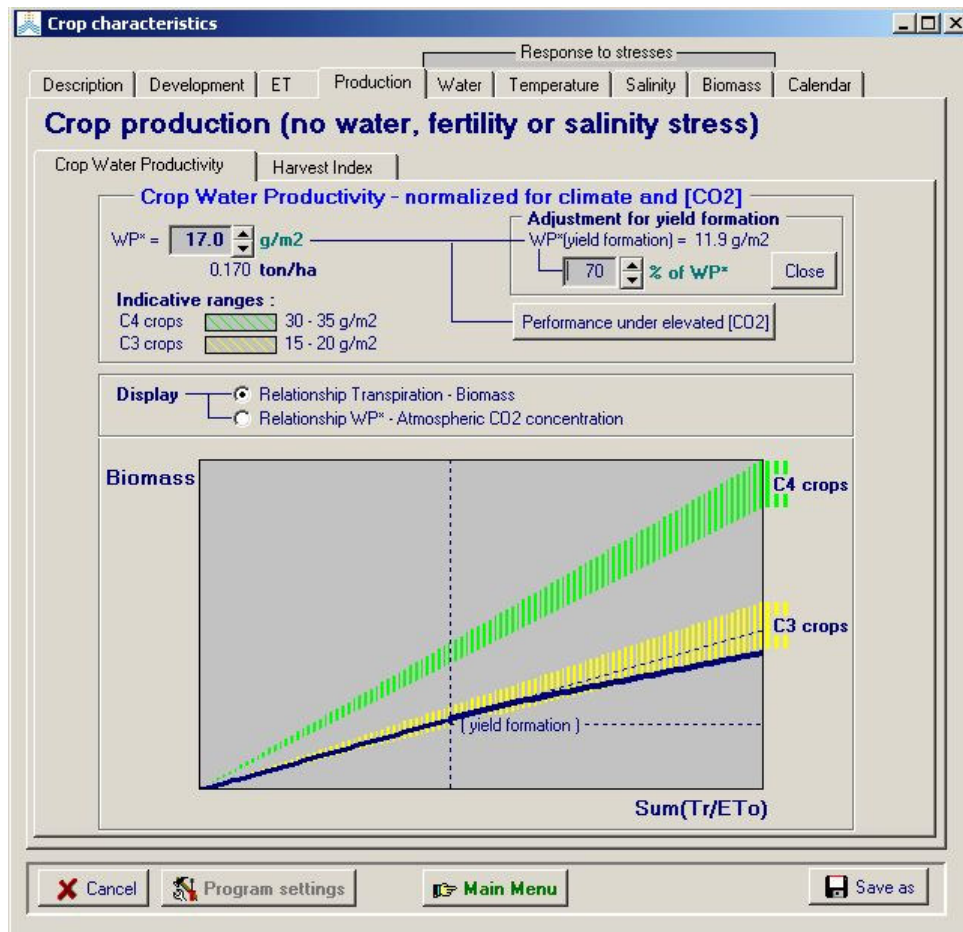 Crop characteristics
Response to stresses
Description Development ET Production Water Temperature Salinity Biomass Calendar
Crop production (no water, fertility or salinity stress)
Crop Water Productivity Harvest Index
Crop Water Productivity - normalized for climate and [CO2]
Adjustment for yield formation
WP* = 17.0 g/m2 WP*(yield formation) = 11.9 g/m2
0.170 ton/ha 70 % of WP* Close
Indicative ranges :
C4 crops 30 - 35 g/m2 Performance under elevated [CO2]
C3 crops 15 - 20 g/m2
Display Relationship Transpiration - Biomass
Relationship WP* - Atmospheric CO2 concentration
Biomass
C4 crops
C3 crops
( yield formation )
Sum(Tr/ETo)
Cancel Program settings Main Menu Save as